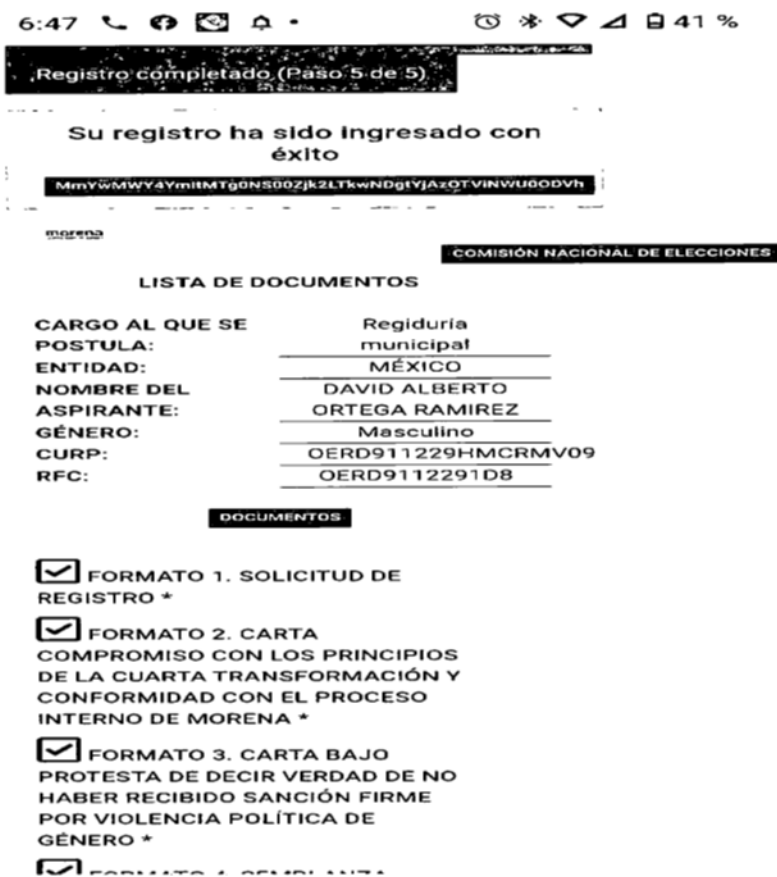 6:47 41 %
Registro completado (Paso 5 de 5)
Su registro ha sido ingresado con
éxito
morena
COMISIÓN NACIONAL DE ELECCIONES
LISTA DE DOCUMENTOS
CARGO AL QUE SE Regiduría
POSTULA: municipal
ENTIDAD: MÉXICO
NOMBRE DEL DAVID ALBERTO
ASPIRANTE: ORTEGA RAMIREZ
GÉNERO: Masculino
CURP: OERD911229HMCRMV09
RFC: OERD9112291D8
DOCUMENTOS
FORMATO 1. SOLICITUD DE
REGISTRO *
FORMATO 2. CARTA
COMPROMISO CON LOS PRINCIPIOS
DE LA CUARTA TRANSFORMACIÓN Y
CONFORMIDAD CON EL PROCESO
INTERNO DE MORENA *
FORMATO 3. CARTA BAJO
PROTESTA DE DECIR VERDAD DE NO
HABER RECIBIDO SANCIÓN FIRME
POR VIOLENCIA POLÍTICA DE
GÉNERO *
FORMATO 4. SEMBLANZA